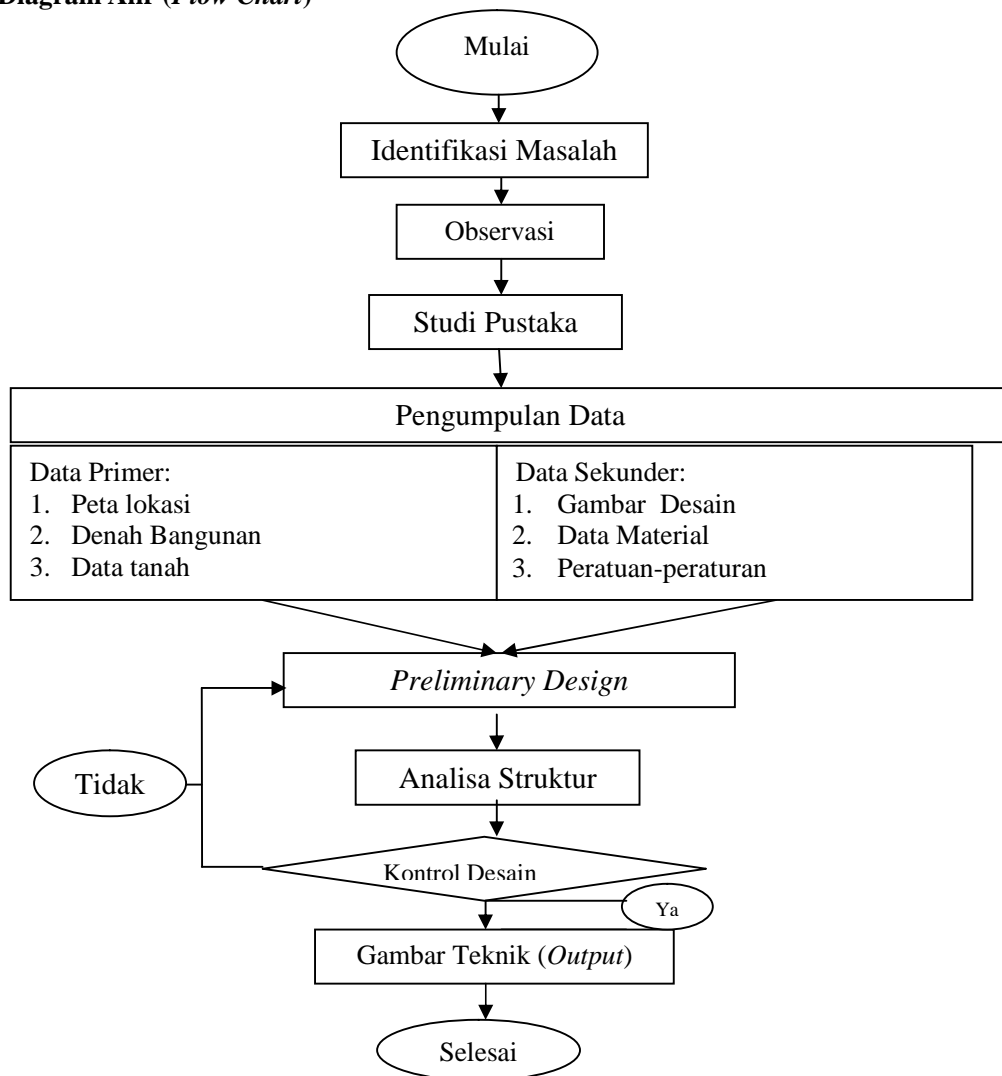 Diagram Alir (Flow Chart)
Mulai
Identifikasi Masalah
Observasi
Studi Pustaka
Pengumpulan Data
Data Primer:
1. Peta lokasi
2. Denah Bangunan
3. Data tanah
Data Sekunder:
1. Gambar Desain
2. Data Material
3. Peratuan-peraturan
Preliminary Design
Analisa Struktur
Tidak
Kontrol Desain
Ya
Gambar Teknik (Output)
Selesai